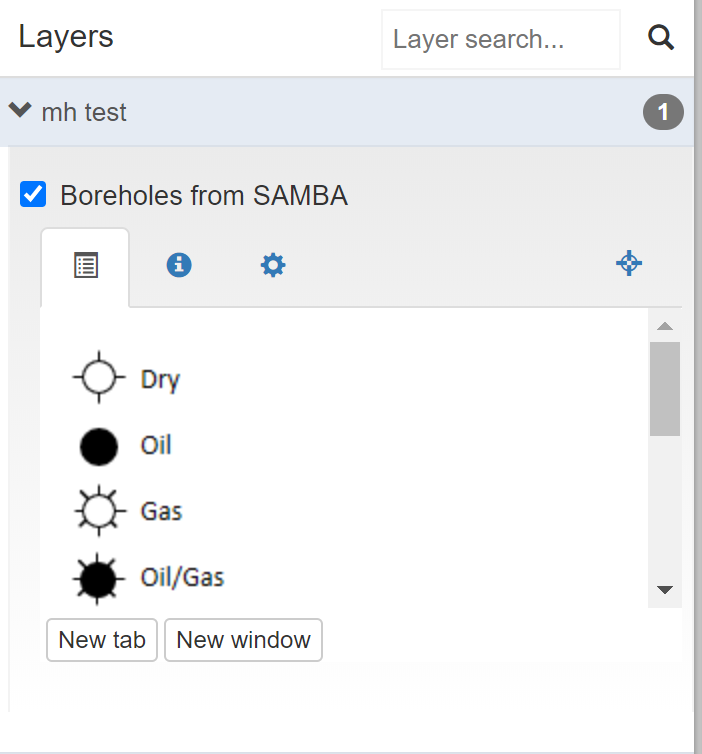 Layers
Layer search...
mh test
1
Boreholes from SAMBA
Dry
Oil
Gas
Oil/Gas
New tab
New window